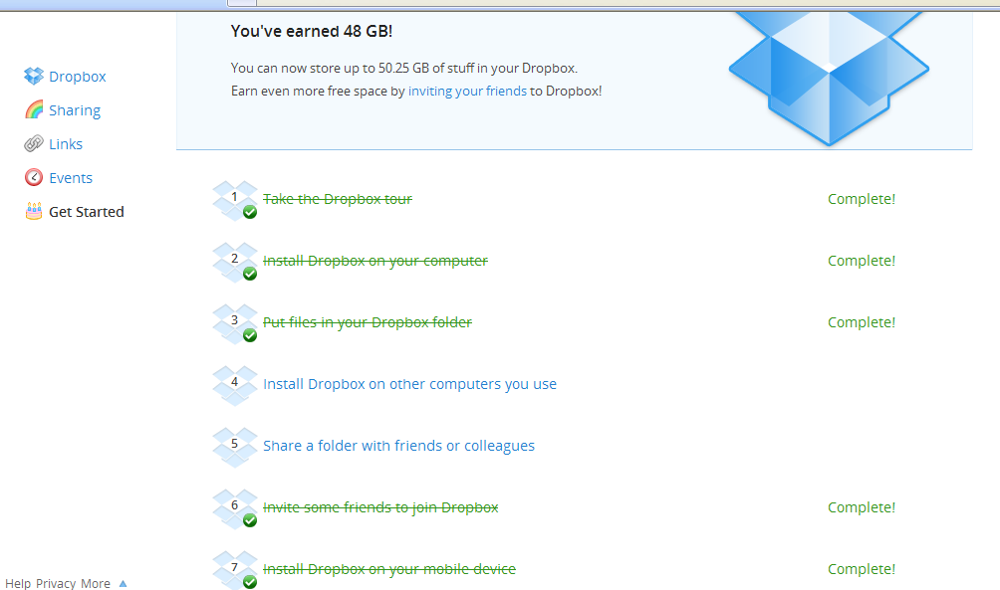 You've earned 48 GB!
You can now store up to 50.25 GB of stuff in your Dropbox.
Earn even more free space by inviting your friends to Dropbox!
Dropbox
Sharing
Links
Events
Get Started
1 Take the Dropbox tour Complete!
2 Install Dropbox on your computer Complete!
3 Put files in your Dropbox folder Complete!
4 Install Dropbox on other computers you use
5 Share a folder with friends or colleagues
6 Invite some friends to join Dropbox Complete!
7 Install Dropbox on your mobile device Complete!
Help Privacy More